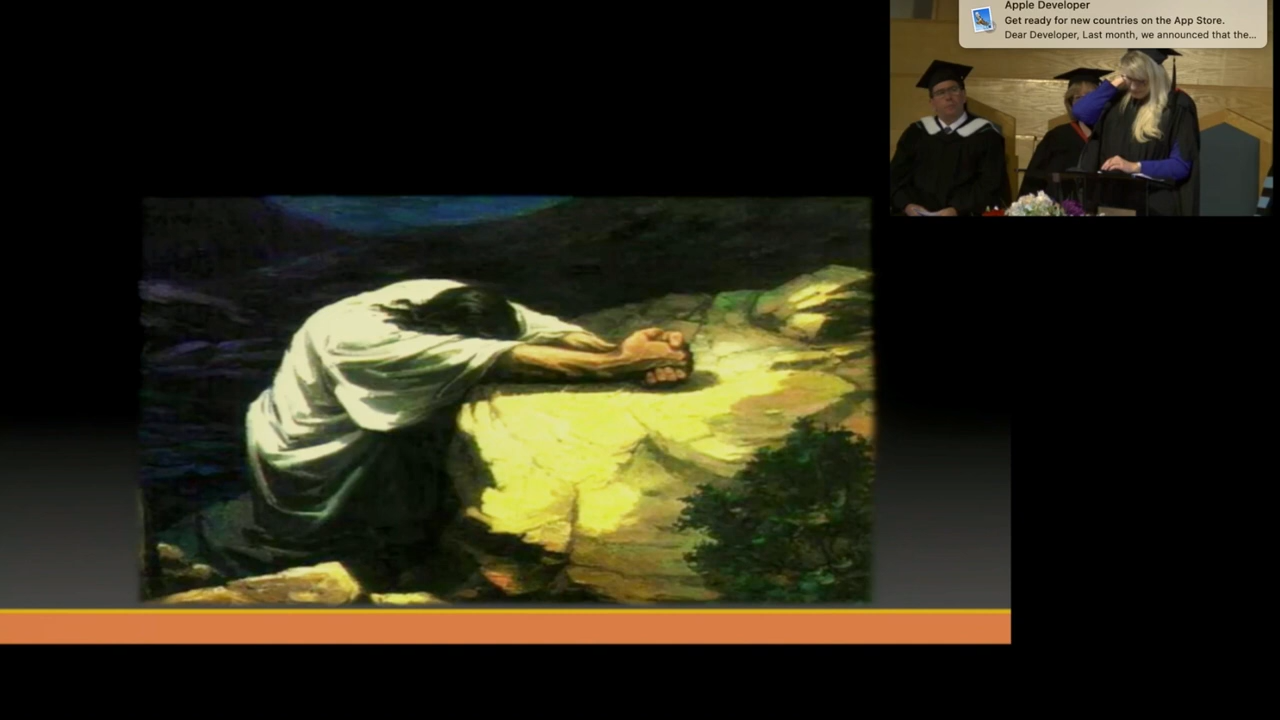 Apple Developer
Get ready for new countries on the App Store.
Dear Developer, Last month, we announced that the...